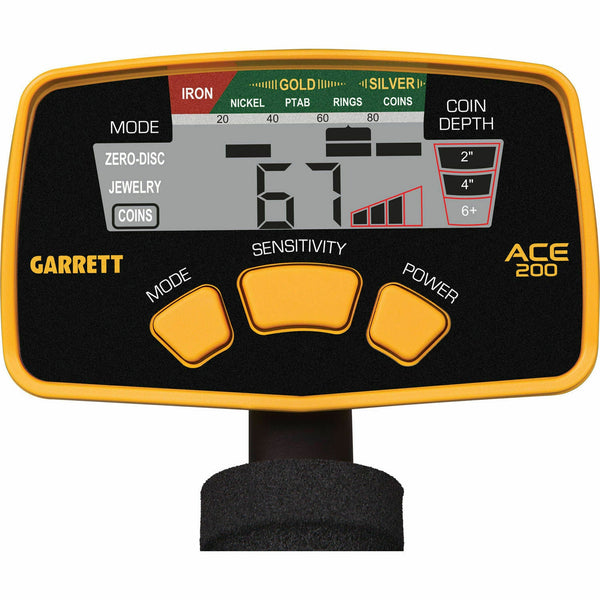 IRON GOLD SILVER
NICKEL PTAB RINGS COINS
20 40 60 80
MODE
ZERO-DISC
JEWELRY
COINS
67
COIN
DEPTH
2"
4"
6+
GARRETT
ACE
200
MODE
SENSITIVITY
POWER